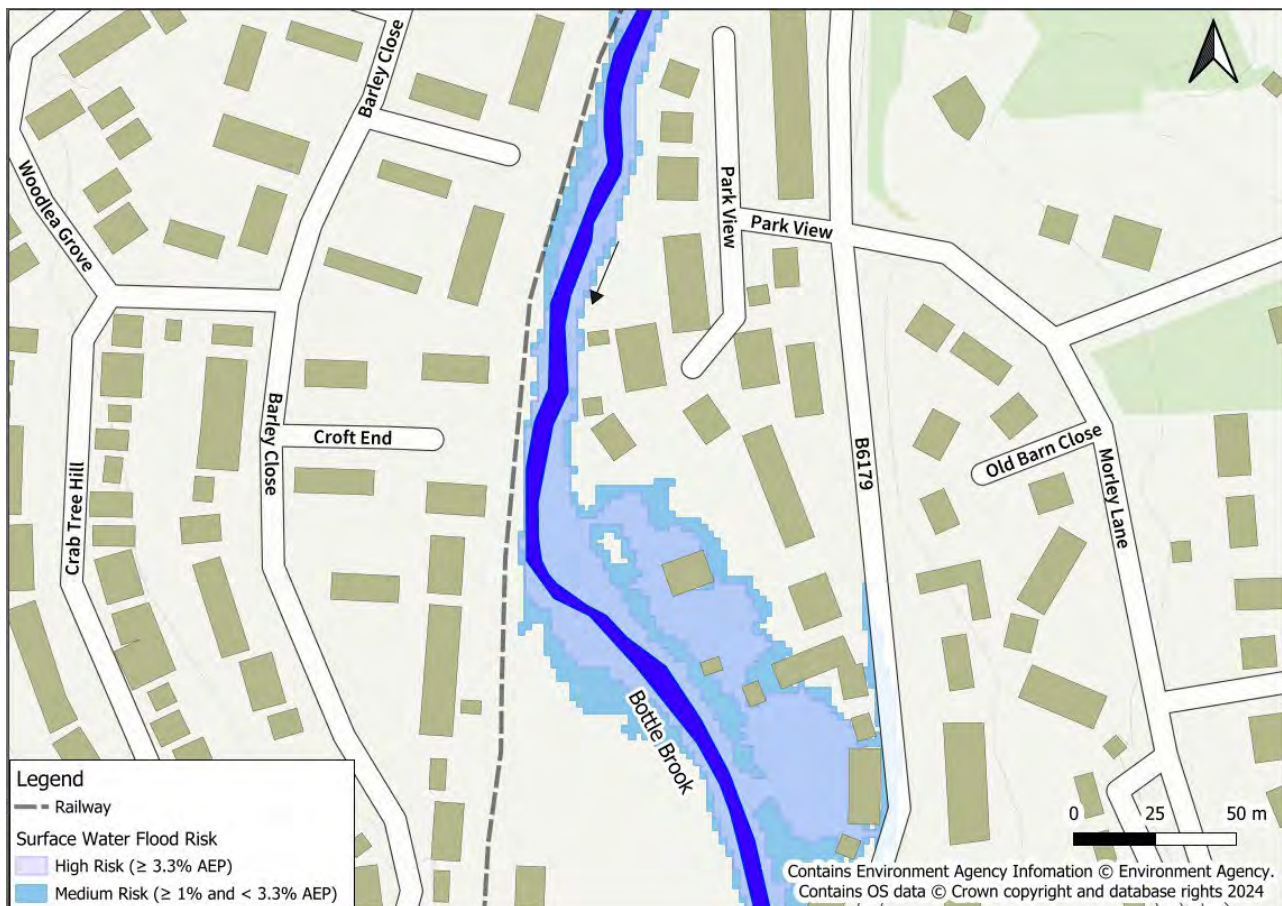 Barley Close
Woodlea Grove
Park View
Park View
Croft End
Barley Close
Crab Tree Hill
B6179
Old Barn Close
Morley Lane
Bottle Brook
Legend
Railway
Surface Water Flood Risk
High Risk (≥ 3.3% AEP)
Medium Risk (≥ 1% and < 3.3% AEP)
0 25 50 m
Contains Environment Agency Infomation © Environment Agency.
Contains OS data © Crown copyright and database rights 2024